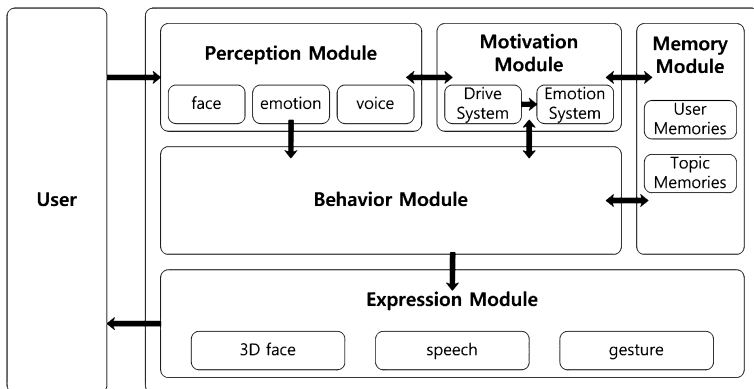 User
Perception Module
face
emotion
voice
Motivation
Module
Drive
System
Emotion
System
Memory
Module
User
Memories
Topic
Memories
Behavior Module
Expression Module
3D face
speech
gesture